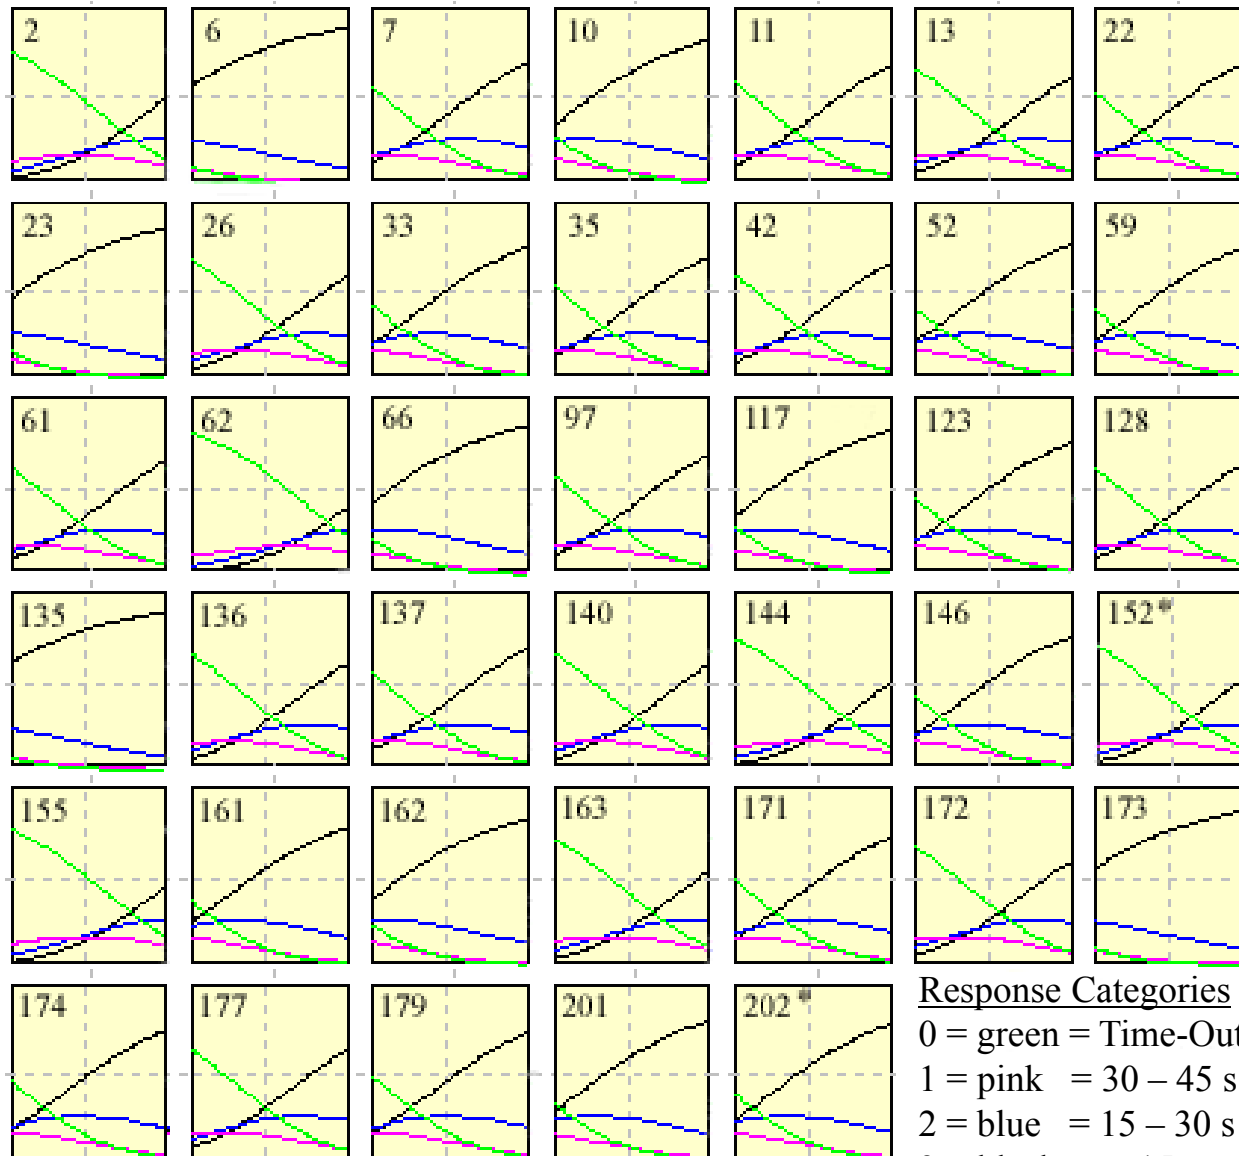 2 6 7 10 11 13 22
23 26 33 35 42 52 59
61 62 66 97 117 123 128
135 136 137 140 144 146 152#
155 161 162 163 171 172 173
174 177 179 201 202#
Response Categories
0 = green = Time-Out
1 = pink = 30 – 45 s
2 = blue = 15 – 30 s